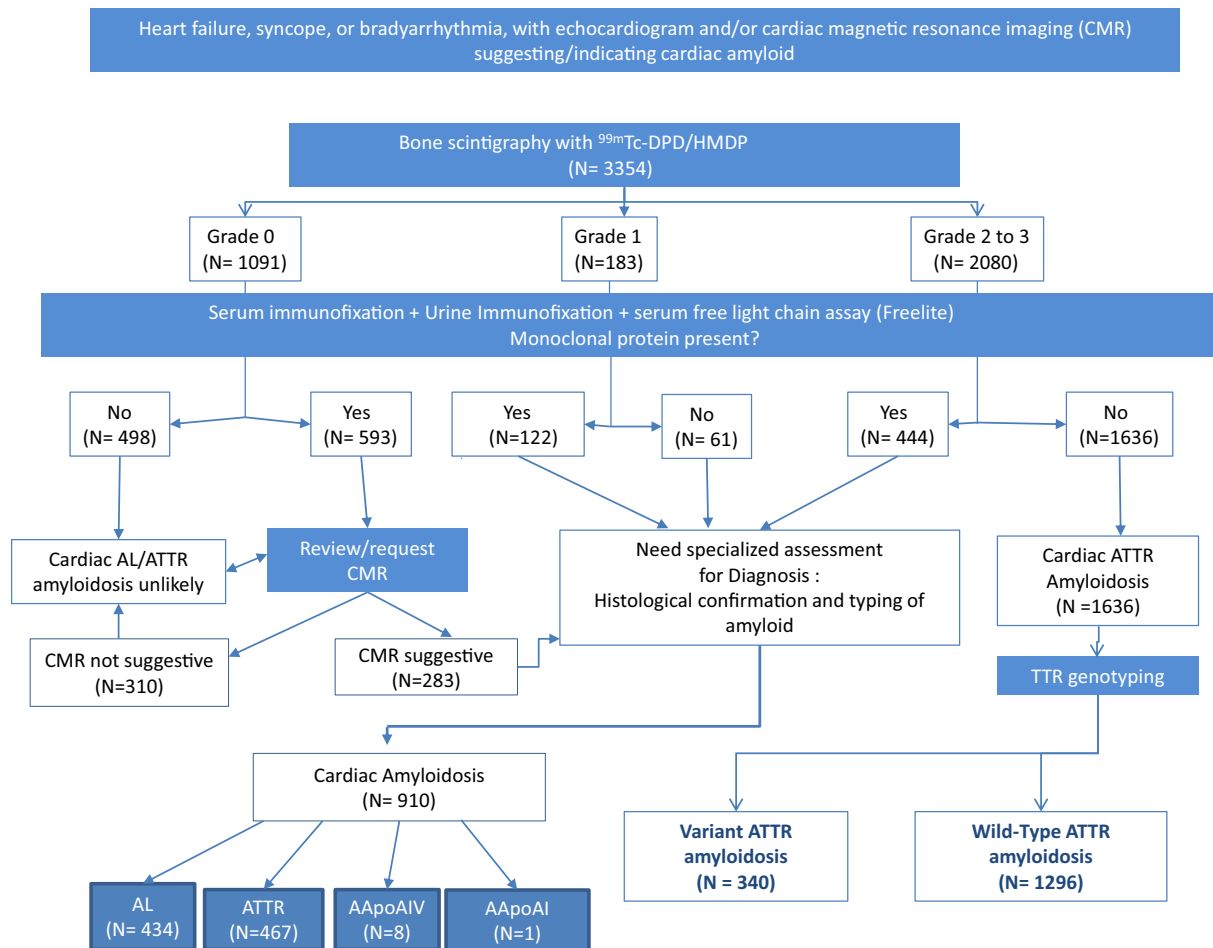 Heart failure, syncope, or bradyarrhythmia, with echocardiogram and/or cardiac magnetic resonance imaging (CMR)
suggesting/indicating cardiac amyloid
Bone scintigraphy with ⁹⁹ᵐTc-DPD/HMDP
(N= 3354)
Grade 0
(N= 1091)
Grade 1
(N=183)
Grade 2 to 3
(N= 2080)
Serum immunofixation + Urine Immunofixation + serum free light chain assay (Freelite)
Monoclonal protein present?
No
(N= 498)
Yes
(N= 593)
Yes
(N=122)
No
(N= 61)
Yes
(N= 444)
No
(N=1636)
Cardiac AL/ATTR
amyloidosis unlikely
Review/request
CMR
Need specialized assessment
for Diagnosis :
Histological confirmation and typing of
amyloid
Cardiac ATTR
Amyloidosis
(N =1636)
CMR not suggestive
(N=310)
CMR suggestive
(N=283)
TTR genotyping
Cardiac Amyloidosis
(N= 910)
Variant ATTR
amyloidosis
(N = 340)
Wild-Type ATTR
amyloidosis
(N= 1296)
AL
(N= 434)
ATTR
(N=467)
AApoAIV
(N=8)
AApoAI
(N=1)